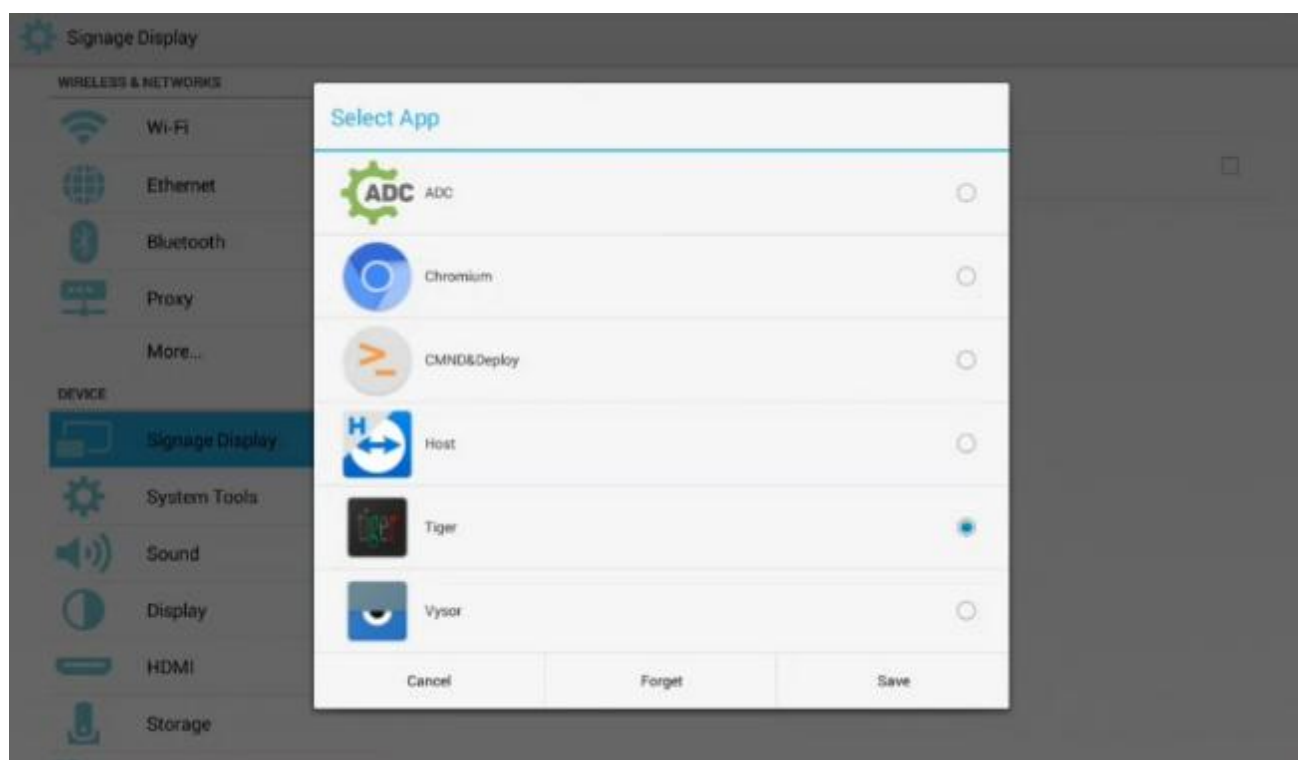 Signage Display
WIRELESS & NETWORKS
Wi-Fi
Ethernet
Bluetooth
Proxy
More...
DEVICE
Signage Display
System Tools
Sound
Display
HDMI
Storage
Select App
ADC ADC
Chromium
CMND&Deploy
H
Host
tiger Tiger
Vysor
Cancel Forget Save